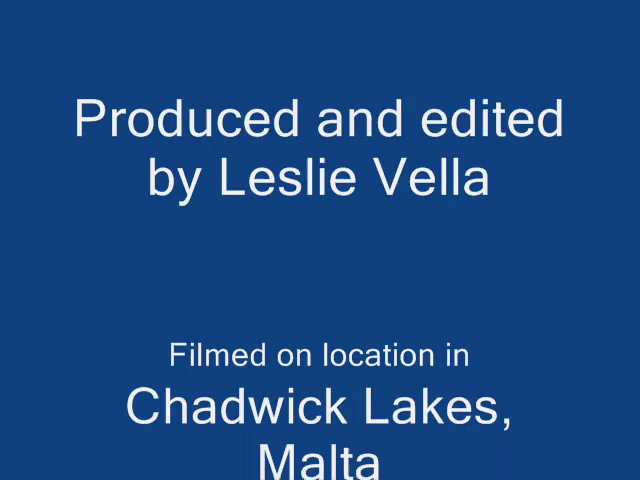 Produced and edited
by Leslie Vella
Filmed on location in
Chadwick Lakes,
Malta